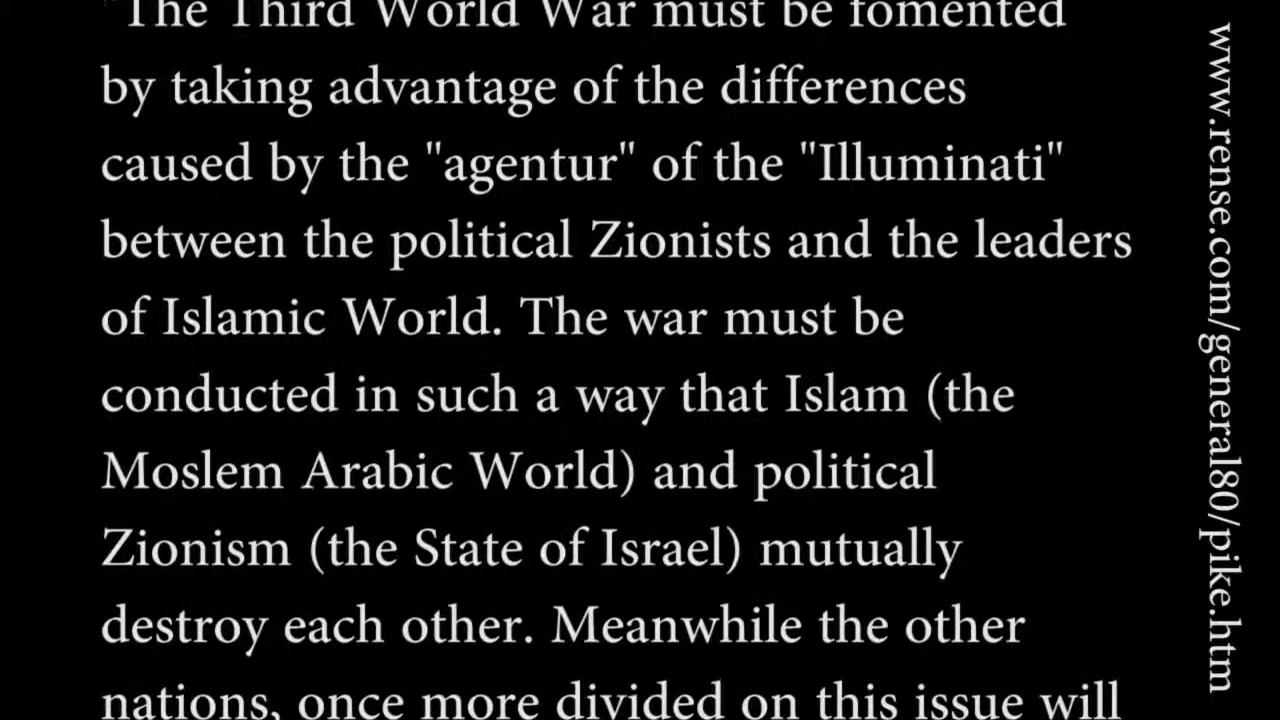 "The Third World War must be fomented
by taking advantage of the differences
caused by the "agentur" of the "Illuminati"
between the political Zionists and the leaders
of Islamic World. The war must be
conducted in such a way that Islam (the
Moslem Arabic World) and political
Zionism (the State of Israel) mutually
destroy each other. Meanwhile the other
nations, once more divided on this issue will
www.rense.com/general80/pike.htm